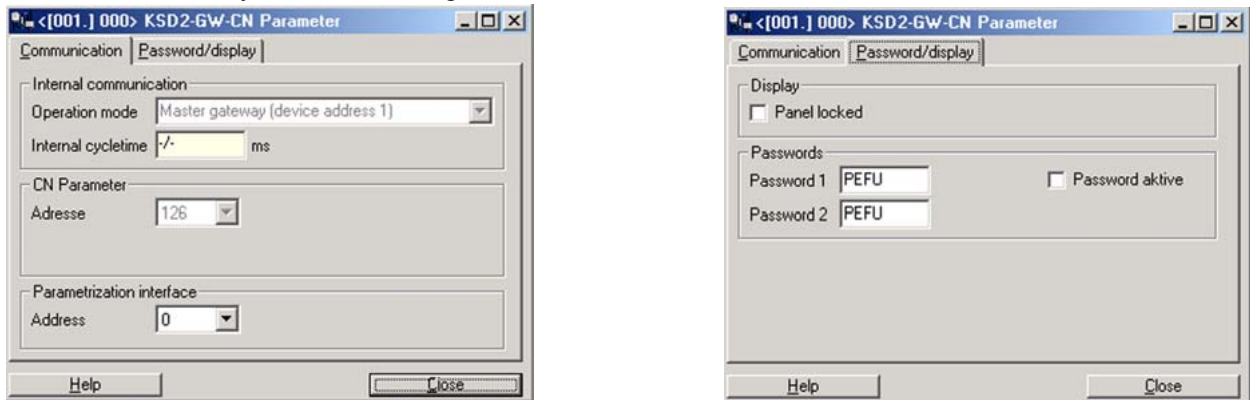 <[001.] 000> KSD2-GW-CN Parameter
Communication Password/display
Internal communication
Operation mode Master gateway (device address 1)
Internal cycletime -/- ms
CN Parameter
Adresse 126
Parametrization interface
Address 0
Help Close
<[001.] 000> KSD2-GW-CN Parameter
Communication Password/display
Display
Panel locked
Passwords
Password 1 PEFU Password aktive
Password 2 PEFU
Help Close